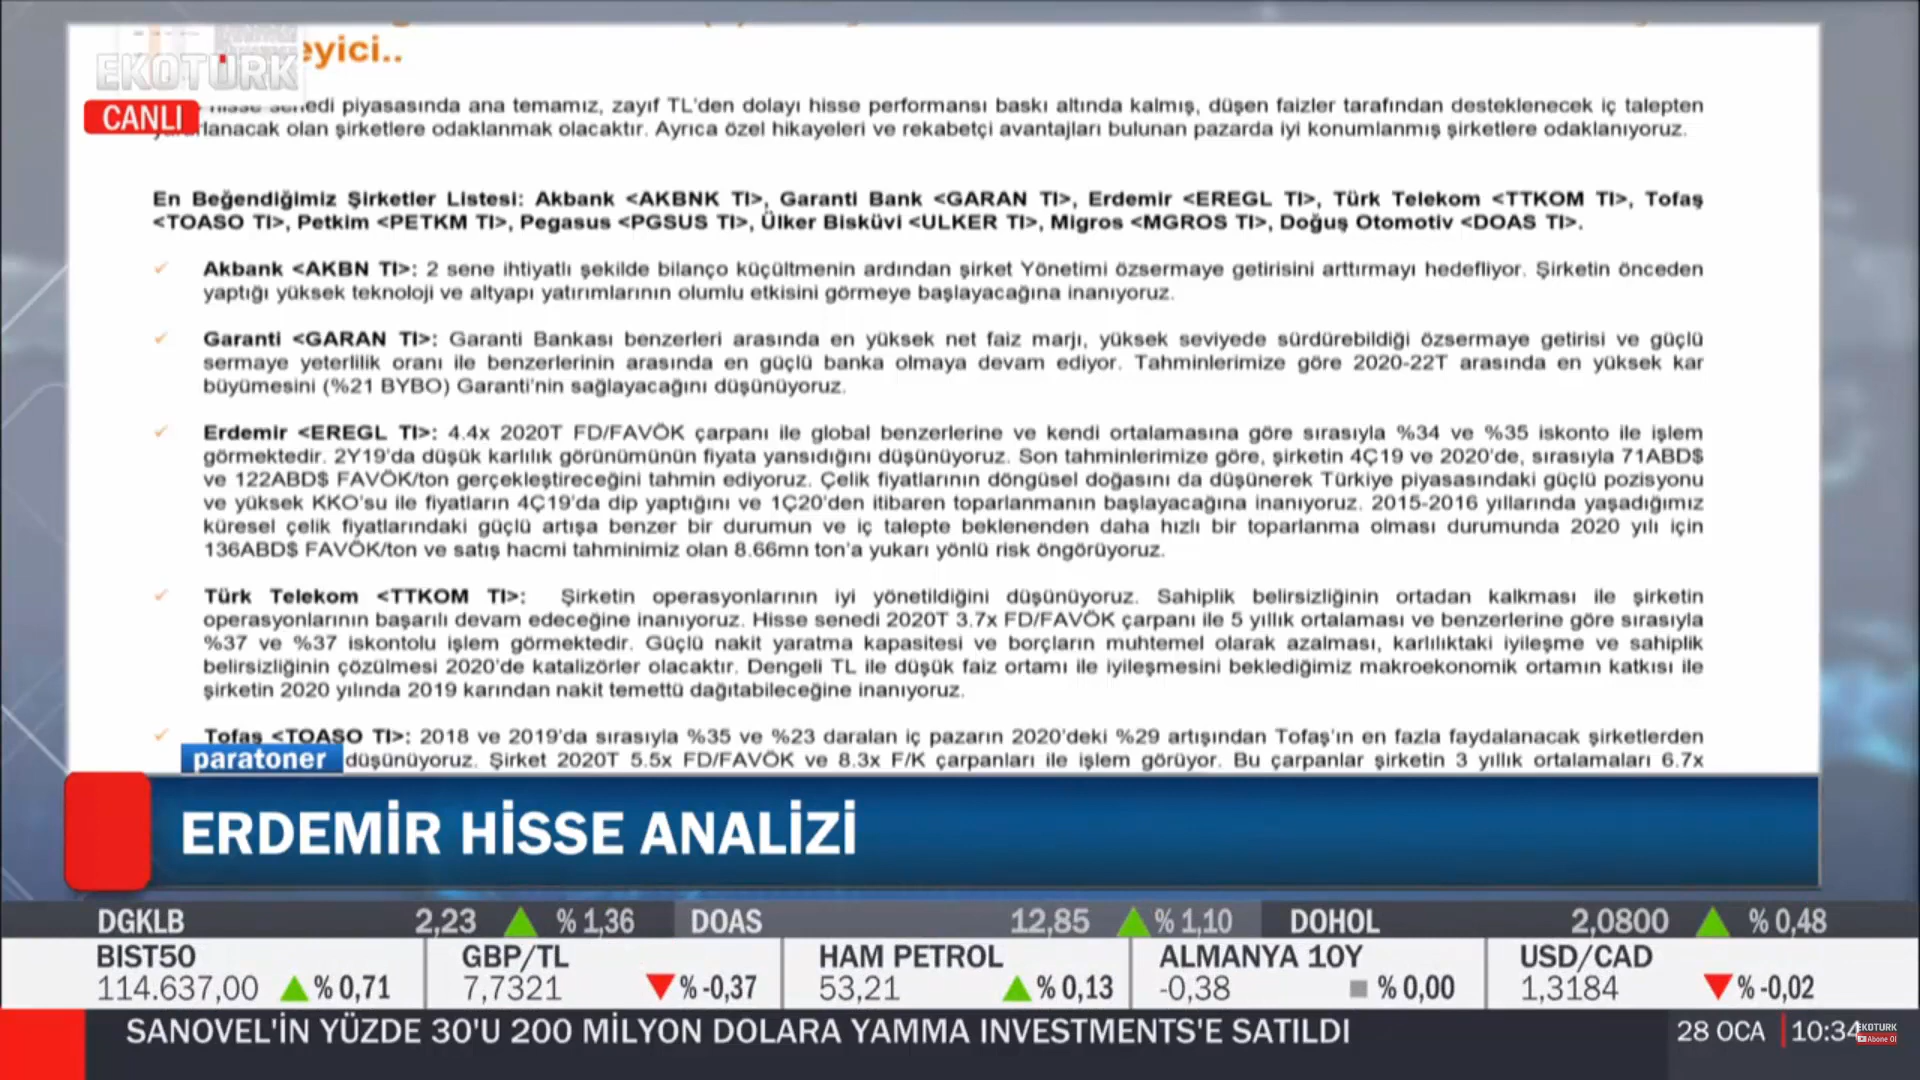 eyici..
EKOTÜRK
CANLI
hisse senedi piyasasında ana temamız, zayıf TL'den dolayı hisse performansı baskı altında kalmış, düşen faizler tarafından desteklenecek iç talepten
yararlanacak olan şirketlere odaklanmak olacaktır. Ayrıca özel hikayeleri ve rekabetçi avantajları bulunan pazarda iyi konumlanmış şirketlere odaklanıyoruz.
En Beğendiğimiz Şirketler Listesi: Akbank <AKBNK TI>, Garanti Bank <GARAN TI>, Erdemir <EREGL TI>, Türk Telekom <TTKOM TI>, Tofaş
<TOASO TI>, Petkim <PETKM TI>, Pegasus <PGSUS TI>, Ülker Bisküvi <ULKER TI>, Migros <MGROS TI>, Doğuş Otomotiv <DOAS TI>.
Akbank <AKBN TI>: 2 sene ihtiyatlı şekilde bilanço küçültmenin ardından şirket Yönetimi özsermaye getirisini arttırmayı hedefliyor. Şirketin önceden
yaptığı yüksek teknoloji ve altyapı yatırımlarının olumlu etkisini görmeye başlayacağına inanıyoruz.
Garanti <GARAN TI>: Garanti Bankası benzerleri arasında en yüksek net faiz marjı, yüksek seviyede sürdürebildiği özsermaye getirisi ve güçlü
sermaye yeterlilik oranı ile benzerlerinin arasında en güçlü banka olmaya devam ediyor. Tahminlerimize göre 2020-22T arasında en yüksek kar
büyümesini (%21 BYBO) Garanti'nin sağlayacağını düşünüyoruz.
Erdemir <EREGL TI>: 4.4x 2020T FD/FAVÖK çarpanı ile global benzerlerine ve kendi ortalamasına göre sırasıyla %34 ve %35 iskonto ile işlem
görmektedir. 2Y19'da düşük karlılık görünümünün fiyata yansıdığını düşünüyoruz. Son tahminlerimize göre, şirketin 4Ç19 ve 2020'de, sırasıyla 71ABD$
ve 122ABD$ FAVÖK/ton gerçekleştireceğini tahmin ediyoruz. Çelik fiyatlarının döngüsel doğasını da düşünerek Türkiye piyasasındaki güçlü pozisyonu
ve yüksek KKO'su ile fiyatların 4Ç19'da dip yaptığını ve 1Ç20'den itibaren toparlanmanın başlayacağına inanıyoruz. 2015-2016 yıllarında yaşadığımız
küresel çelik fiyatlarındaki güçlü artışa benzer bir durumun ve iç talepte beklenenden daha hızlı bir toparlanma olması durumunda 2020 yılı için
136ABD$ FAVÖK/ton ve satış hacmi tahminimiz olan 8.66mn ton'a yukarı yönlü risk öngörüyoruz.
Türk Telekom <TTKOM TI>: Şirketin operasyonlarının iyi yönetildiğini düşünüyoruz. Sahiplik belirsizliğinin ortadan kalkması ile şirketin
operasyonlarının başarılı devam edeceğine inanıyoruz. Hisse senedi 2020T 3.7x FD/FAVÖK çarpanı ile 5 yıllık ortalaması ve benzerlerine göre sırasıyla
%37 ve %37 iskontolu işlem görmektedir. Güçlü nakit yaratma kapasitesi ve borçların muhtemel olarak azalması, karlılıktaki iyileşme ve sahiplik
belirsizliğinin çözülmesi 2020'de katalizörler olacaktır. Dengeli TL ile düşük faiz ortamı ile iyileşmesini beklediğimiz makroekonomik ortamın katkısı ile
şirketin 2020 yılında 2019 karından nakit temettü dağıtabileceğine inanıyoruz.
Tofaş <TOASO TI>: 2018 ve 2019'da sırasıyla %35 ve %23 daralan iç pazarın 2020'deki %29 artışından Tofaş'ın en fazla faydalanacak şirketlerden
paratoner düşünüyoruz. Şirket 2020T 5.5x FD/FAVÖK ve 8.3x F/K çarpanları ile işlem görüyor. Bu çarpanlar şirketin 3 yıllık ortalamaları 6.7x
ERDEMİR HİSSE ANALİZİ
DGKLB 2,23 % 1,36 DOAS 12,85 % 1,10 DOHOL 2,0800 % 0,48
BIST50 GBP/TL HAM PETROL ALMANYA 10Y USD/CAD
114.637,00 % 0,71 7,7321 % -0,37 53,21 % 0,13 -0,38 % 0,00 1,3184 % -0,02
SANOVEL'İN YÜZDE 30'U 200 MİLYON DOLARA YAMMA INVESTMENTS'E SATILDI
28 OCA 10:34
EKOTURK
Abone Ol